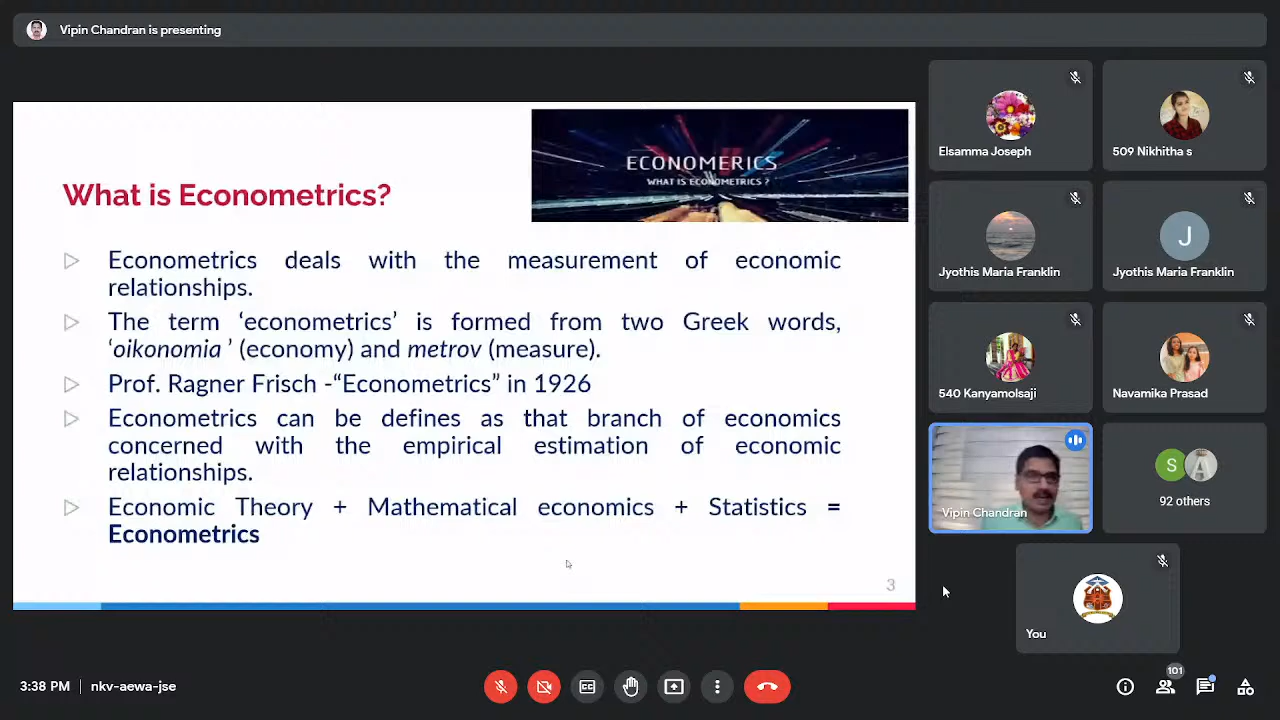 Vipin Chandran is presenting
ECONOMERICS
WHAT IS ECONOMETRICS ?
What is Econometrics?
Econometrics deals with the measurement of economic
relationships.
The term ‘econometrics’ is formed from two Greek words,
‘oikonomia ’ (economy) and metrov (measure).
Prof. Ragner Frisch -“Econometrics” in 1926
Econometrics can be defines as that branch of economics
concerned with the empirical estimation of economic
relationships.
Economic Theory + Mathematical economics + Statistics =
Econometrics
3
Elsamma Joseph
509 Nikhitha s
Jyothis Maria Franklin
J
Jyothis Maria Franklin
540 Kanyamolsaji
Navamika Prasad
Vipin Chandran
S
A
92 others
You
3:38 PM
nkv-aewa-jse
101